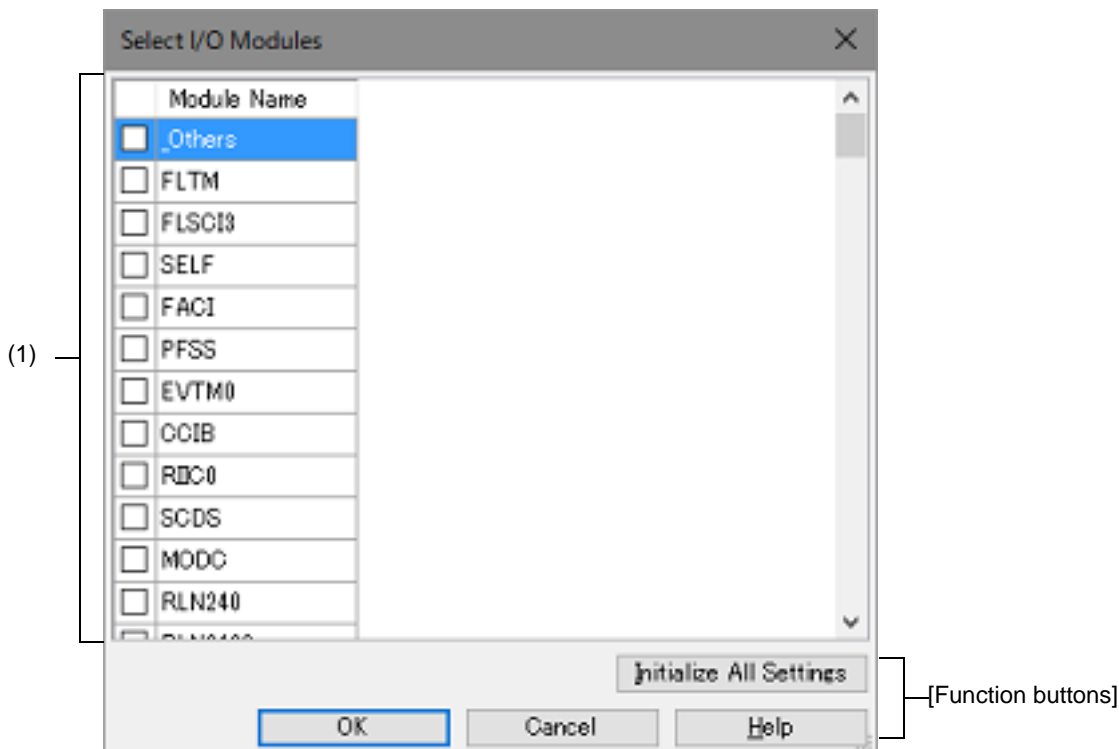 Select I/O Modules
Module Name
_Others
FLTM
FLSCI3
SELF
FACI
PFSS
EVTM0
CCIB
RIIC0
SCDS
MODC
RLN240
(1)
Initialize All Settings
[Function buttons]
OK Cancel Help